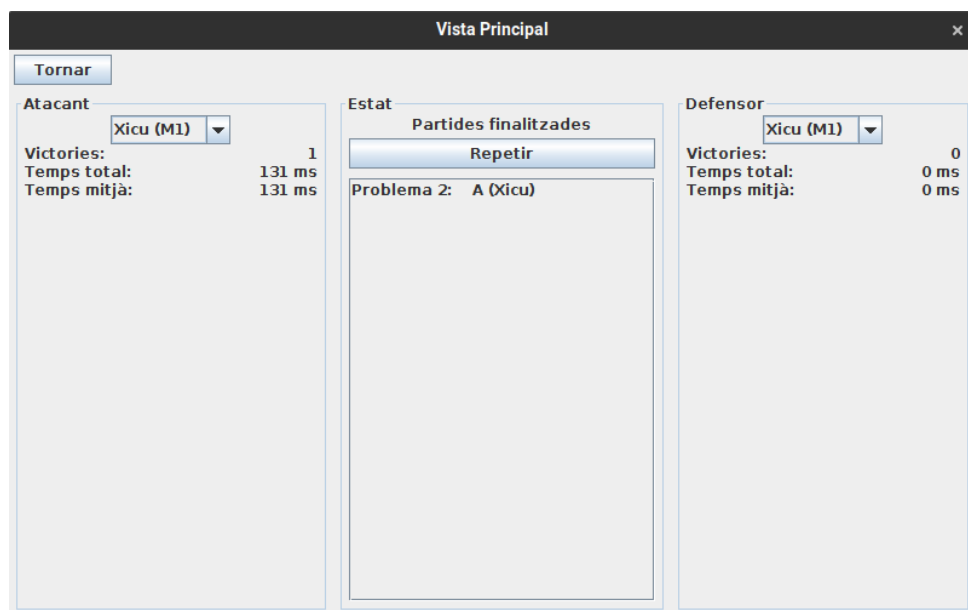 Vista Principal
×
Tornar
Atacant
Xicu (M1)
Victories: 1
Temps total: 131 ms
Temps mitjà: 131 ms
Estat
Partides finalitzades
Repetir
Problema 2: A (Xicu)
Defensor
Xicu (M1)
Victories: 0
Temps total: 0 ms
Temps mitjà: 0 ms